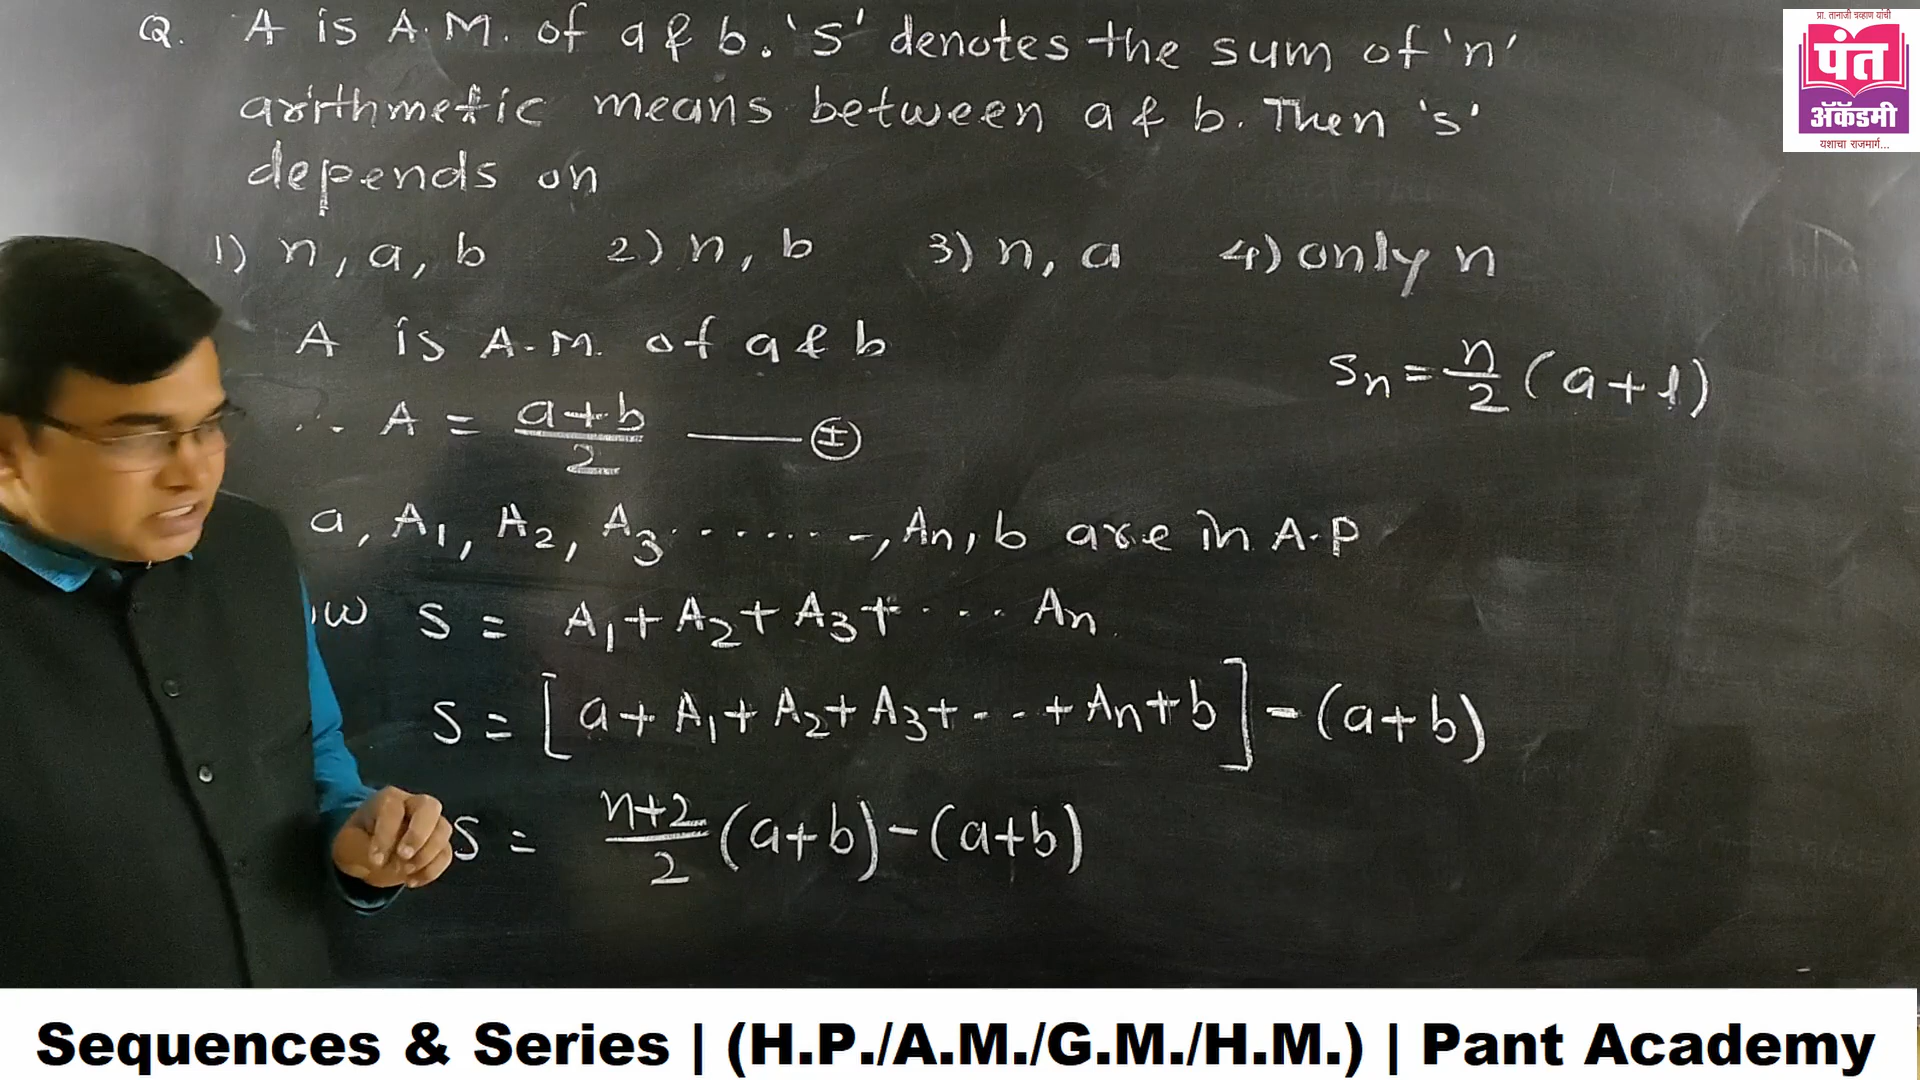 Q. A is A.M. of a & b. 's' denotes the sum of 'n'
arithmetic means between a & b. Then 's'
depends on
1) n, a, b 2) n, b 3) n, a 4) only n
A is A.M. of a & b
∴ A = (a+b)/2 —— (I)
Sn = n/2 (a+l)
a, A1, A2, A3 ........-, An, b are in A.P
ow S = A1 + A2 + A3 + ... An
S = [a + A1 + A2 + A3 + --- + An + b] - (a+b)
S = (n+2)/2 (a+b) - (a+b)
प्रा. तानाजी चव्हाण यांची
पंत
अ‍ॅकॅडमी
यशाचा राजमार्ग...
Sequences & Series | (H.P./A.M./G.M./H.M.) | Pant Academy